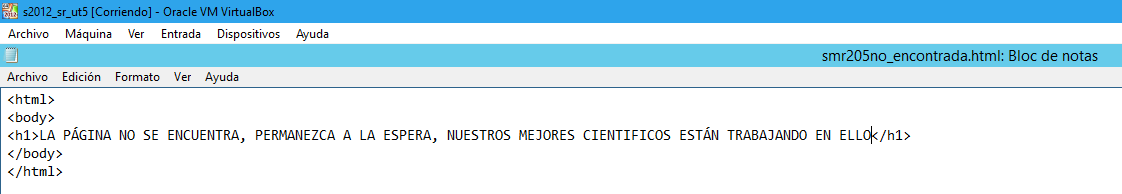 s2012_sr_ut5 [Corriendo] - Oracle VM VirtualBox
Archivo Máquina Ver Entrada Dispositivos Ayuda
smr205no_encontrada.html: Bloc de notas
Archivo Edición Formato Ver Ayuda
<html>
<body>
<h1>LA PÁGINA NO SE ENCUENTRA, PERMANEZCA A LA ESPERA, NUESTROS MEJORES CIENTIFICOS ESTÁN TRABAJANDO EN ELLO</h1>
</body>
</html>